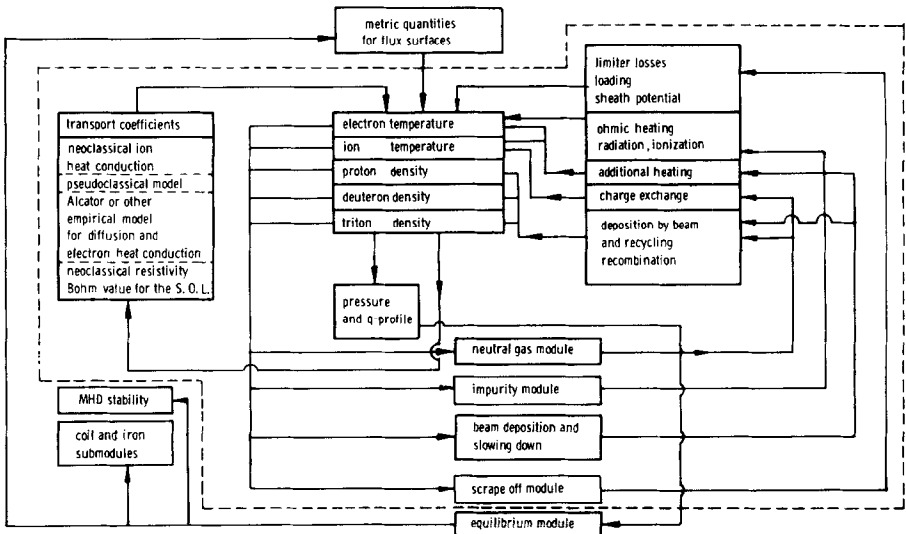 metric quantities
for flux surfaces
transport coefficients
neoclassical ion
heat conduction
pseudoclassical model
Alcator or other
empirical model
for diffusion and
electron heat conduction
neoclassical resistivity
Bohm value for the S.O.L.
electron temperature
ion temperature
proton density
deuteron density
triton density
limiter losses
loading
sheath potential
ohmic heating
radiation, ionization
additional heating
charge exchange
deposition by beam
and recycling
recombination
pressure
and q-profile
neutral gas module
impurity module
beam deposition and
slowing down
scrape off module
equilibrium module
MHD stability
coil and iron
submodules